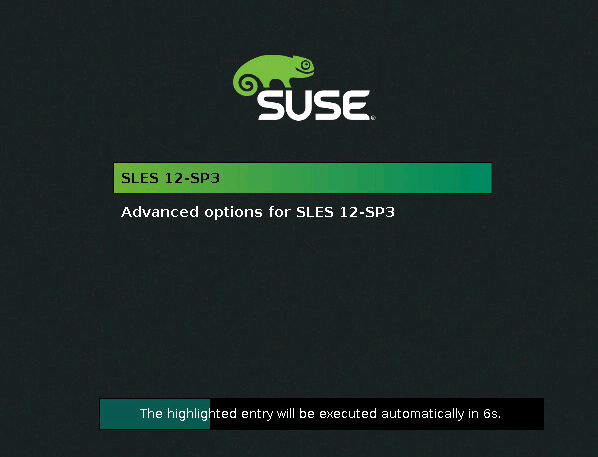 SUSE
SLES 12-SP3
Advanced options for SLES 12-SP3
The highlighted entry will be executed automatically in 6s.